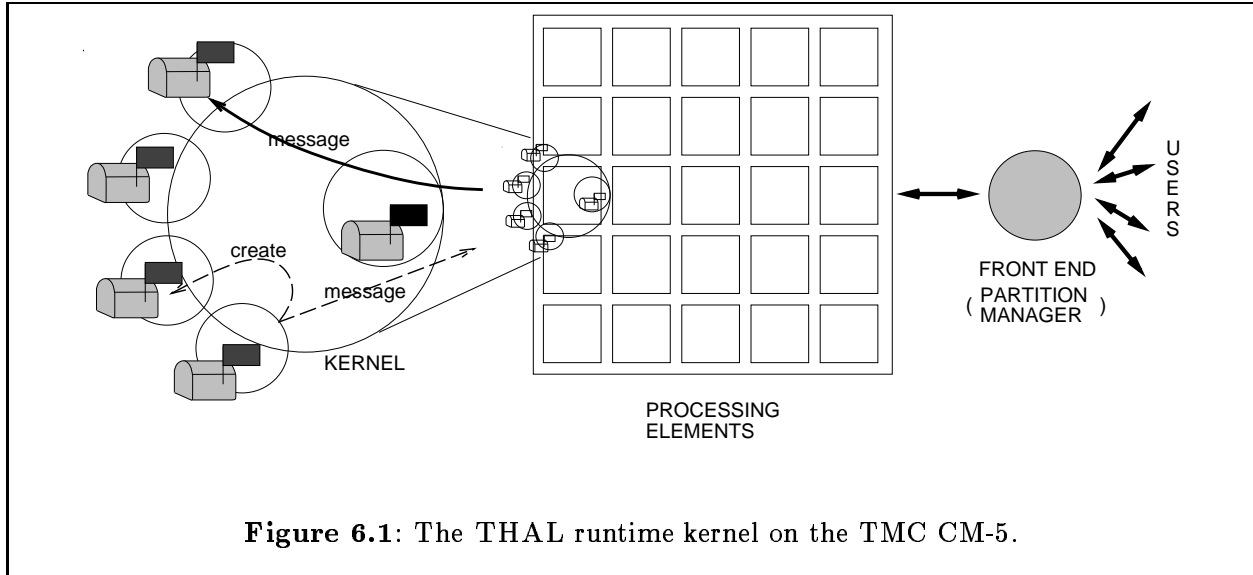 message
create
message
KERNEL
PROCESSING
ELEMENTS
FRONT END
( PARTITION
MANAGER )
USERS
Figure 6.1: The THAL runtime kernel on the TMC CM-5.